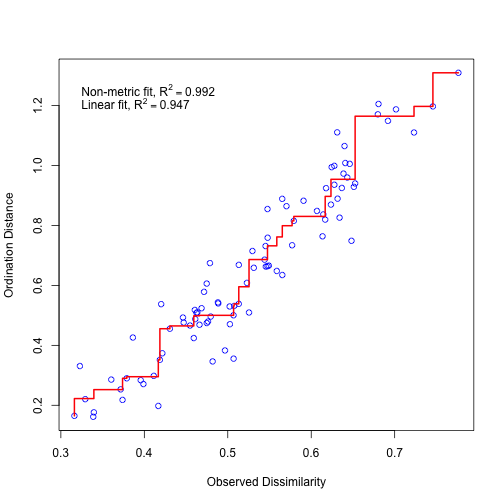 Non-metric fit, R² = 0.992
Linear fit, R² = 0.947
Ordination Distance
1.2
1.0
0.8
0.6
0.4
0.2
0.3 0.4 0.5 0.6 0.7
Observed Dissimilarity